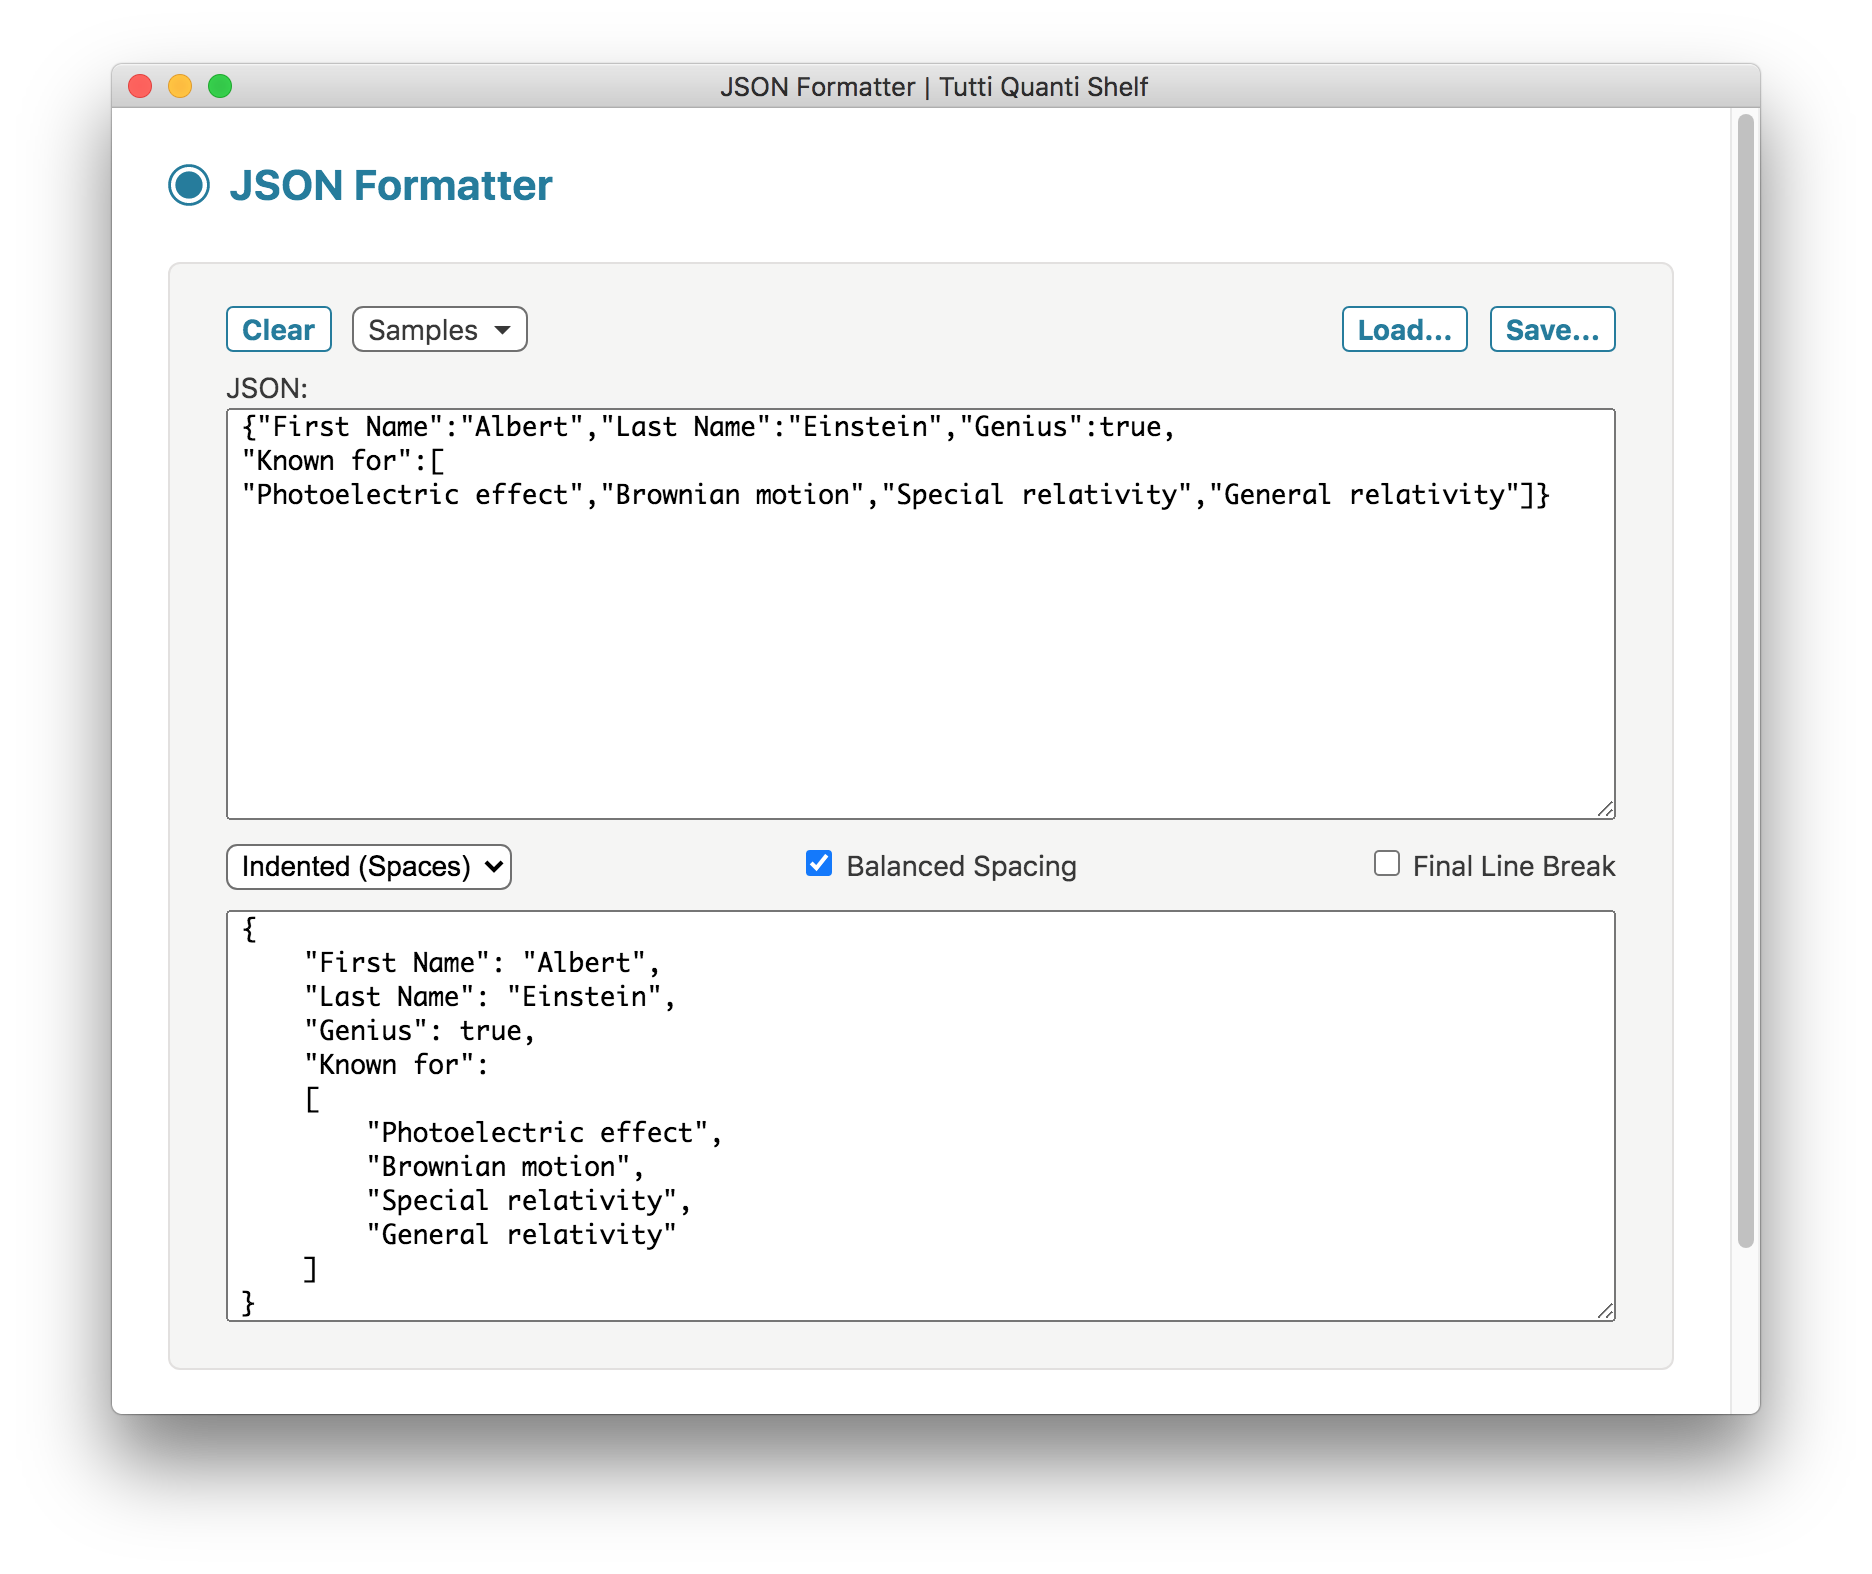 JSON Formatter | Tutti Quanti Shelf
JSON Formatter
Clear Samples Load... Save...
JSON:
{"First Name":"Albert","Last Name":"Einstein","Genius":true,
"Known for":[
"Photoelectric effect","Brownian motion","Special relativity","General relativity"]}
Indented (Spaces) Balanced Spacing Final Line Break
{
    "First Name": "Albert",
    "Last Name": "Einstein",
    "Genius": true,
    "Known for":
    [
        "Photoelectric effect",
        "Brownian motion",
        "Special relativity",
        "General relativity"
    ]
}